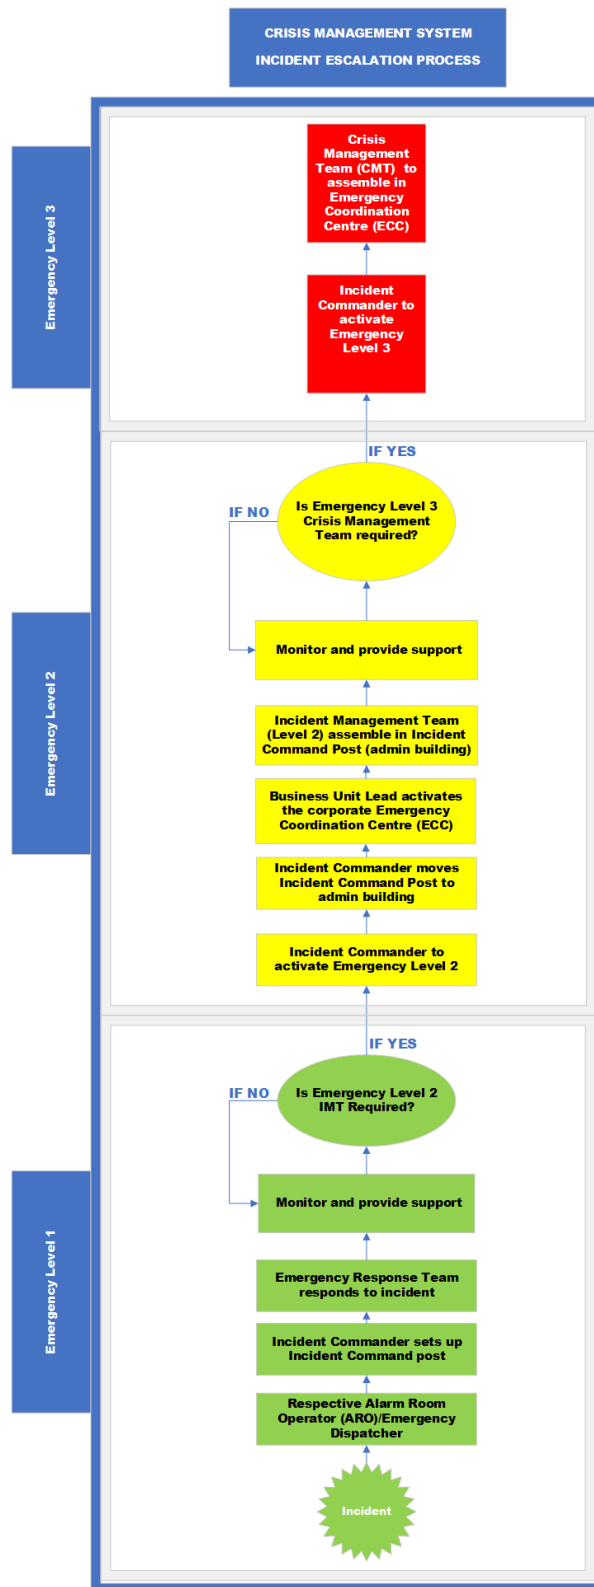 CRISIS MANAGEMENT SYSTEM
INCIDENT ESCALATION PROCESS
Emergency Level 3
Crisis
Management
Team (CMT) to
assemble in
Emergency
Coordination
Centre (ECC)
Incident
Commander to
activate
Emergency
Level 3
IF YES
Is Emergency Level 3
Crisis Management
Team required?
IF NO
Emergency Level 2
Monitor and provide support
Incident Management Team
(Level 2) assemble in Incident
Command Post (admin building)
Business Unit Lead activates
the corporate Emergency
Coordination Centre (ECC)
Incident Commander moves
Incident Command Post to
admin building
Incident Commander to
activate Emergency Level 2
IF YES
Is Emergency Level 2
IMT Required?
IF NO
Emergency Level 1
Monitor and provide support
Emergency Response Team
responds to incident
Incident Commander sets up
Incident Command post
Respective Alarm Room
Operator (ARO)/Emergency
Dispatcher
Incident